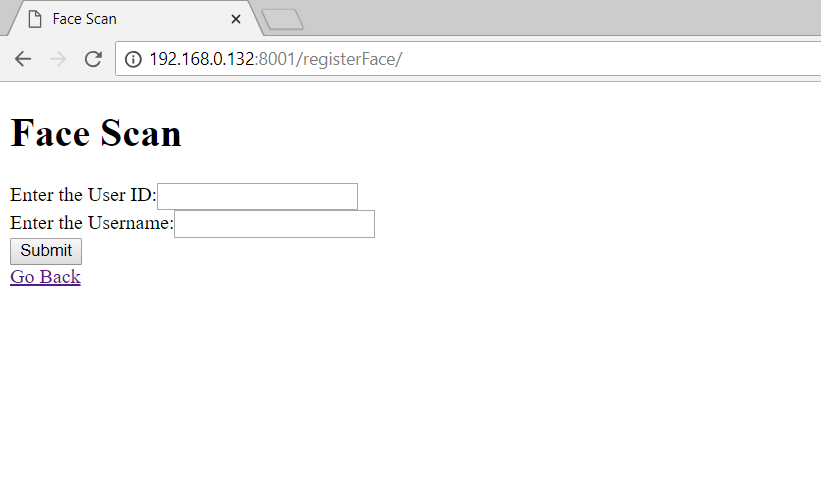 Face Scan
192.168.0.132:8001/registerFace/
Face Scan
Enter the User ID:
Enter the Username:
Submit
Go Back